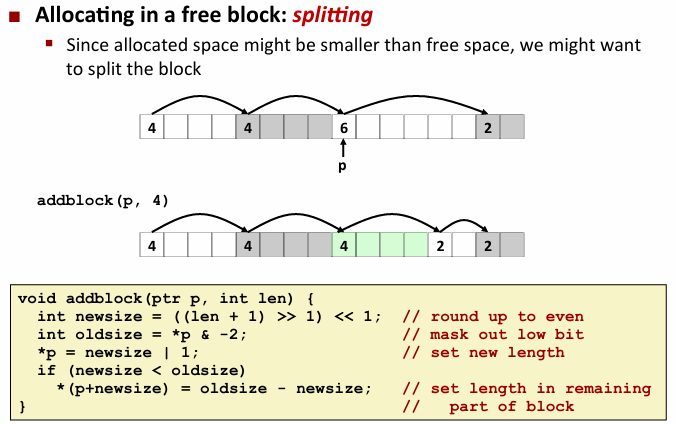 Allocating in a free block: splitting
Since allocated space might be smaller than free space, we might want
to split the block
4 4 6 2
p
addblock(p, 4)
4 4 4 2 2
void addblock(ptr p, int len) {
  int newsize = ((len + 1) >> 1) << 1;  // round up to even
  int oldsize = *p & -2;                // mask out low bit
  *p = newsize | 1;                     // set new length
  if (newsize < oldsize)
    *(p+newsize) = oldsize - newsize;   // set length in remaining
}                                       //   part of block